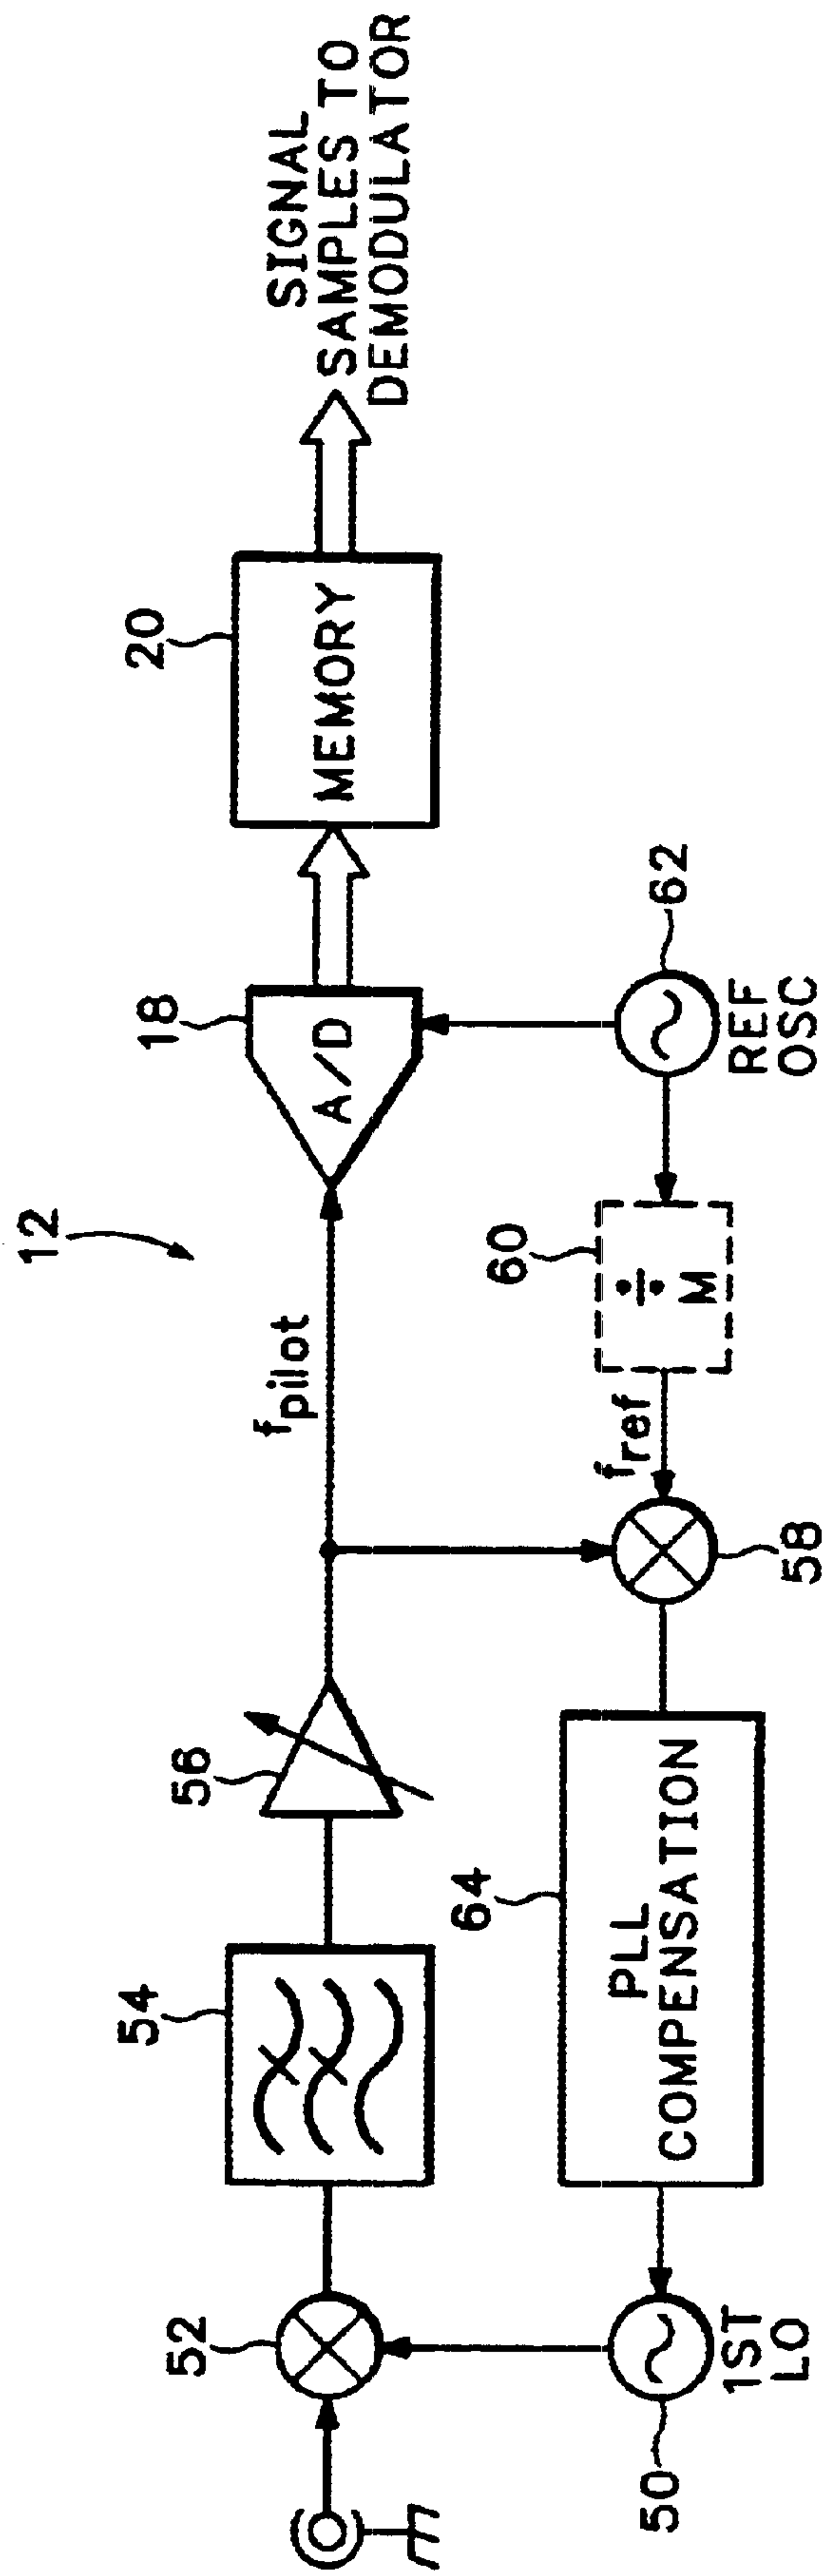 12
52
54
56
f pilot
18
A/D
20
MEMORY
SIGNAL
SAMPLES TO
DEMODULATOR
50
1ST
LO
64
PLL
COMPENSATION
58
f ref
60
÷
M
62
REF
OSC